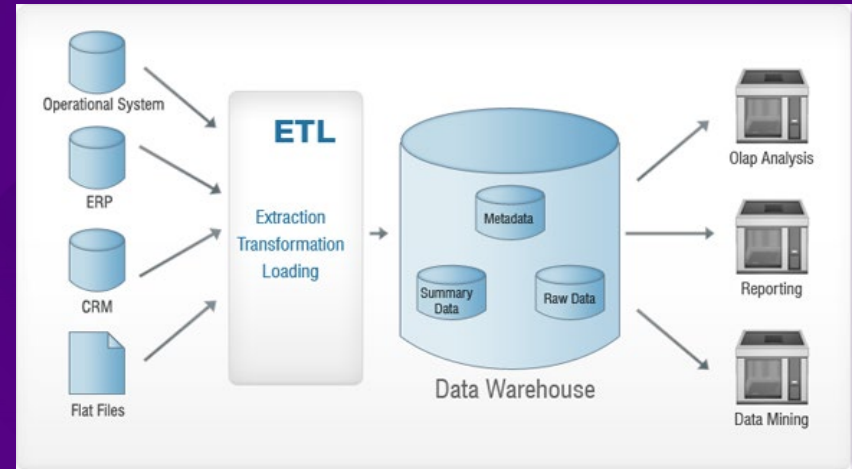 Operational System
ERP
CRM
Flat Files
ETL
Extraction
Transformation
Loading
Metadata
Summary
Data
Raw Data
Data Warehouse
Olap Analysis
Reporting
Data Mining